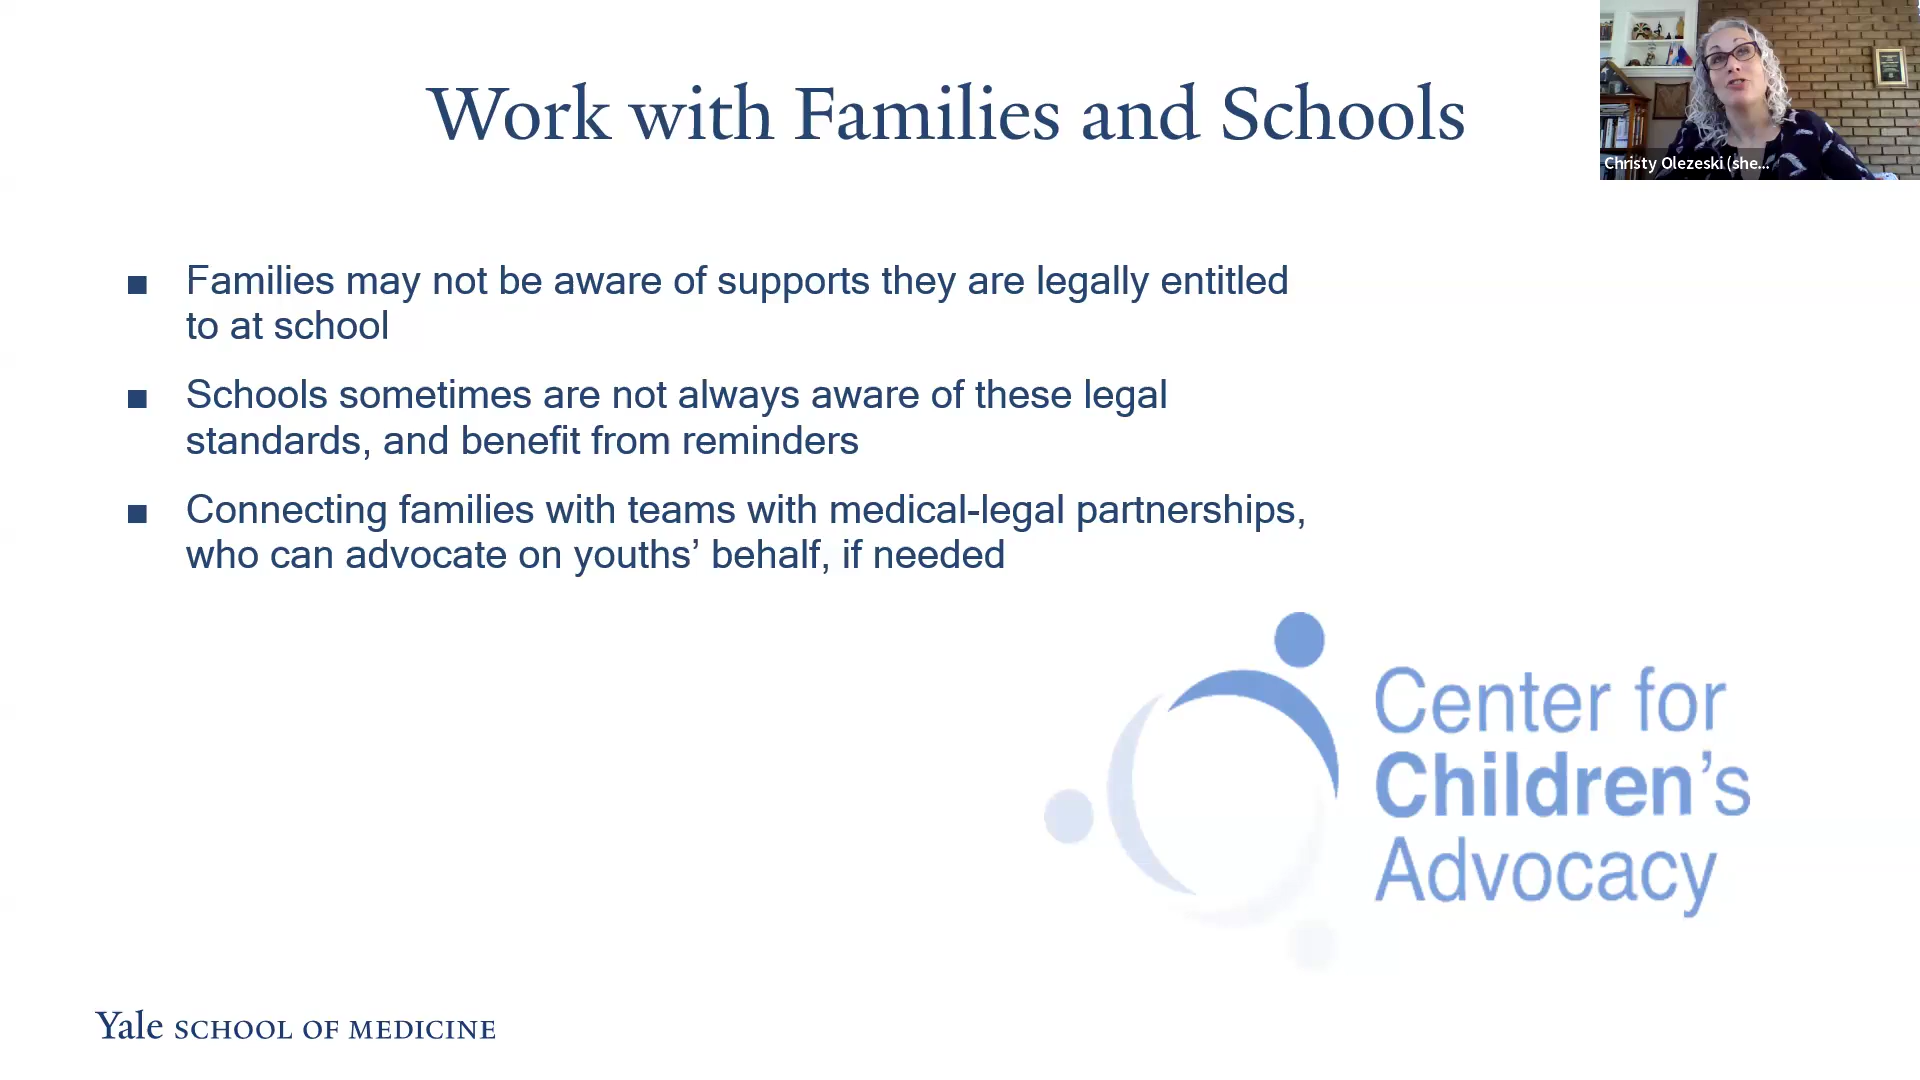 Work with Families and Schools
Christy Olezeski (she...
■ Families may not be aware of supports they are legally entitled
to at school
■ Schools sometimes are not always aware of these legal
standards, and benefit from reminders
■ Connecting families with teams with medical-legal partnerships,
who can advocate on youths’ behalf, if needed
Center for
Children’s
Advocacy
Yale SCHOOL OF MEDICINE